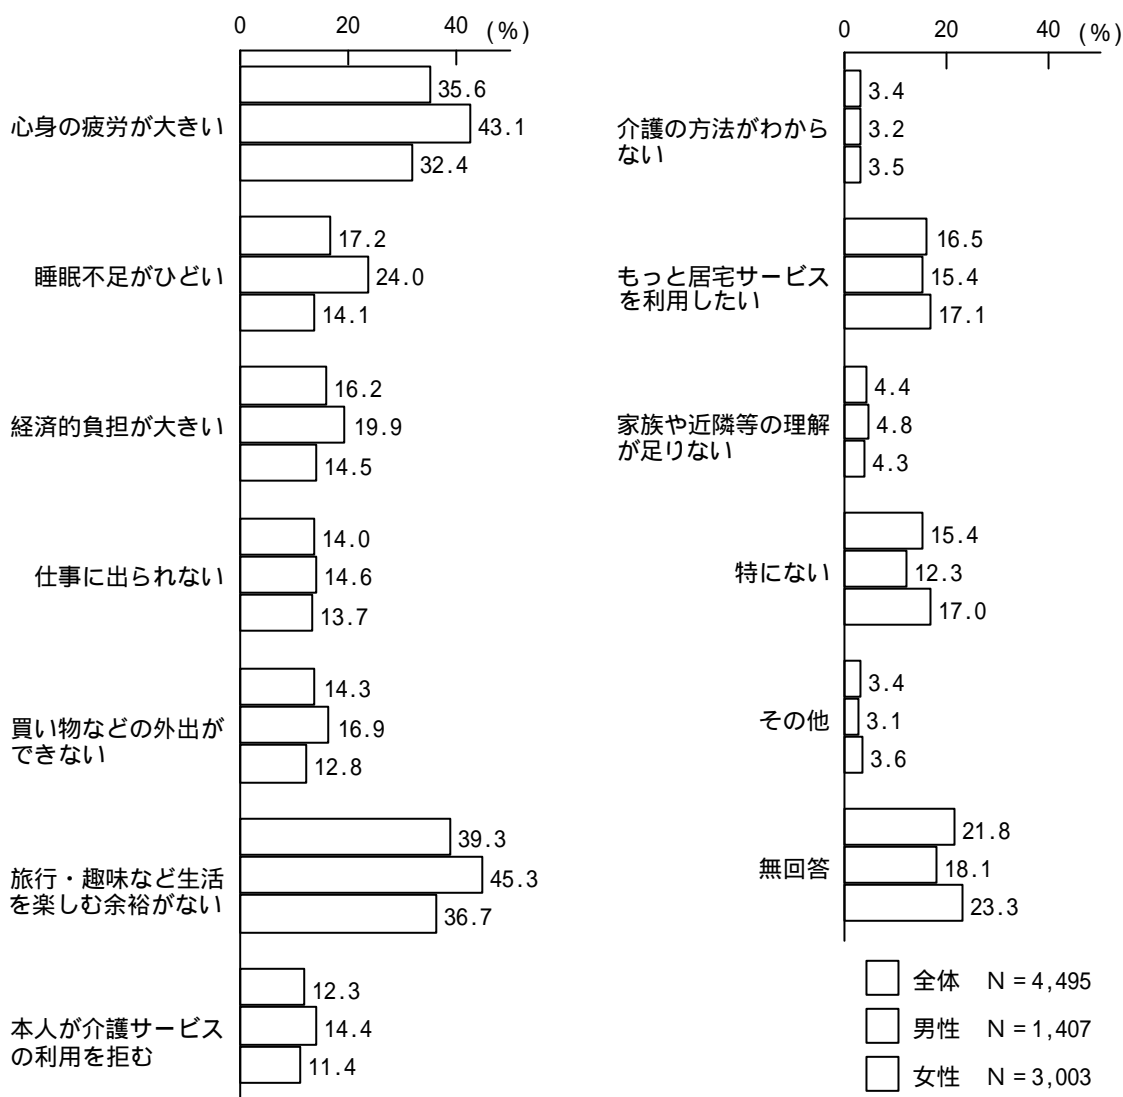 0 20 40 (%)
心身の疲労が大きい
35.6
43.1
32.4
睡眠不足がひどい
17.2
24.0
14.1
経済的負担が大きい
16.2
19.9
14.5
仕事に出られない
14.0
14.6
13.7
買い物などの外出が
できない
14.3
16.9
12.8
旅行・趣味など生活
を楽しむ余裕がない
39.3
45.3
36.7
本人が介護サービス
の利用を拒む
12.3
14.4
11.4
0 20 40 (%)
介護の方法がわから
ない
3.4
3.2
3.5
もっと居宅サービス
を利用したい
16.5
15.4
17.1
家族や近隣等の理解
が足りない
4.4
4.8
4.3
特にない
15.4
12.3
17.0
その他
3.4
3.1
3.6
無回答
21.8
18.1
23.3
全体 N=4,495
男性 N=1,407
女性 N=3,003